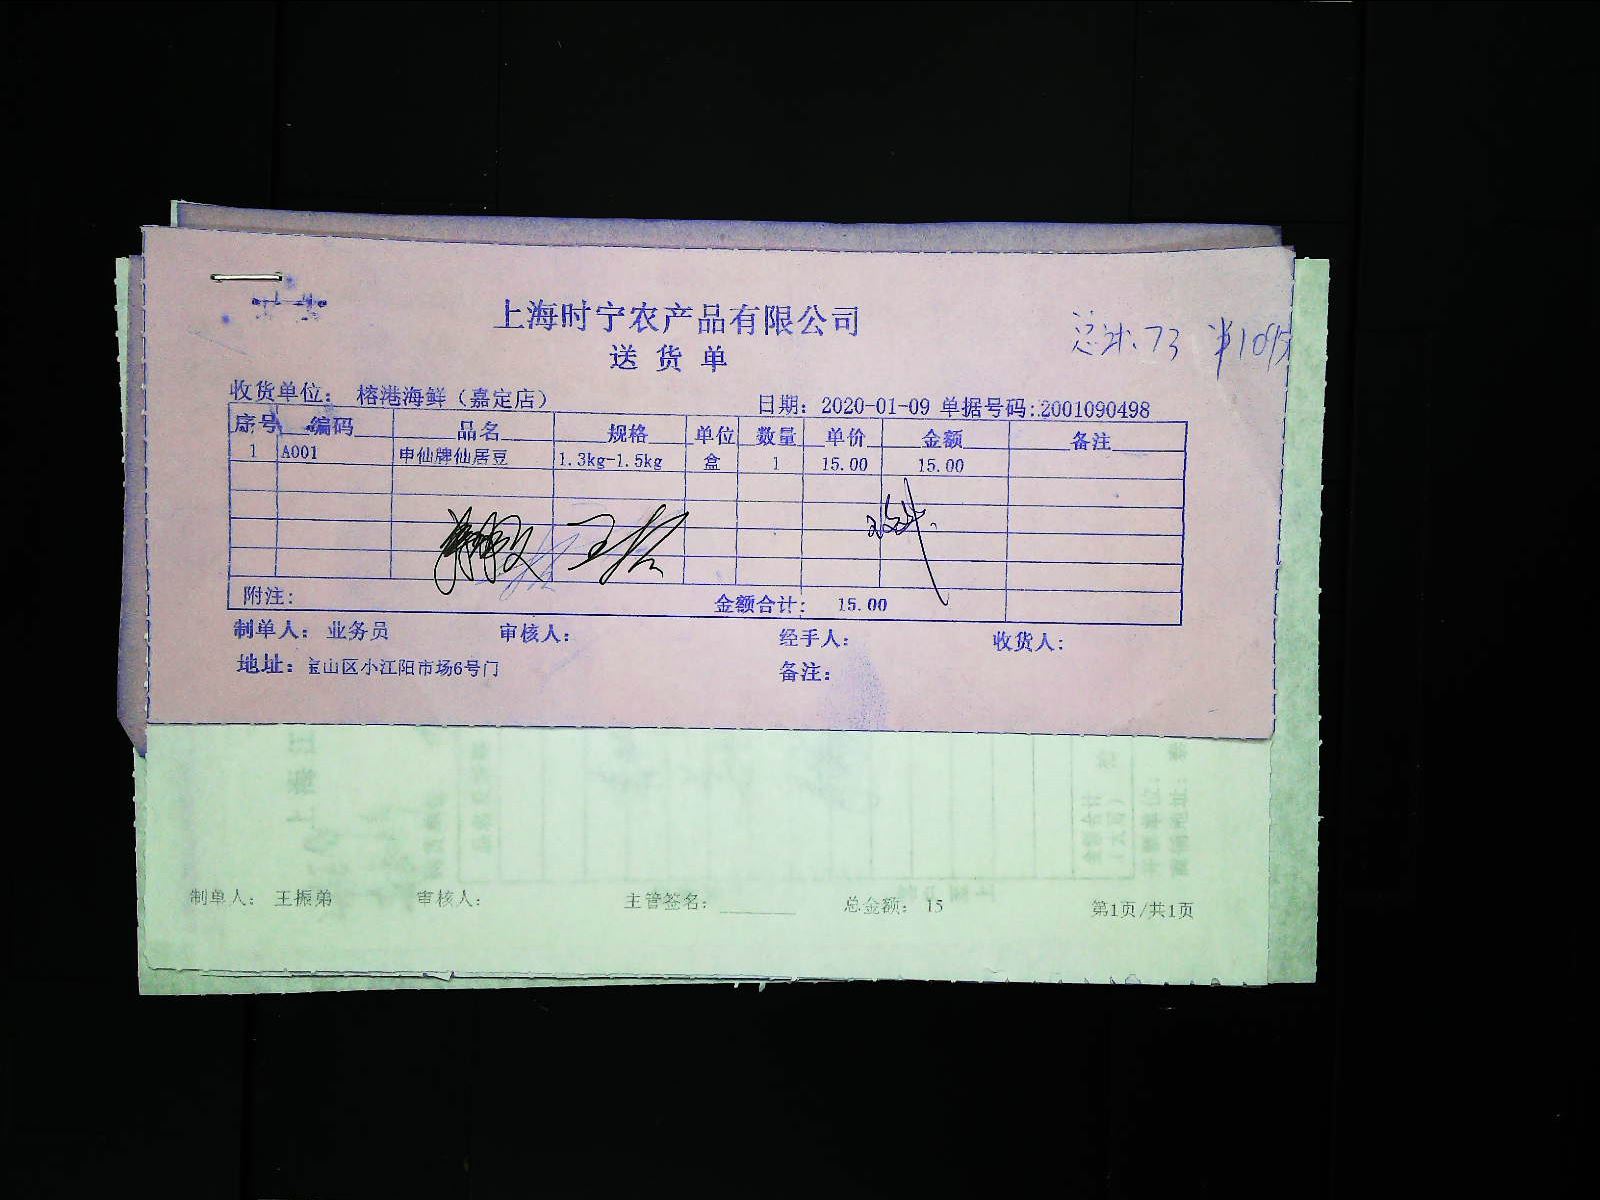 上海时宁农产品有限公司
送货单
73 ¥1095
收货单位： 榕港海鲜（嘉定店）
日期： 2020-01-09 单据号码：2001090498
序号 编码 品名 规格 单位 数量 单价 金额 备注
1 A001 申仙牌仙居豆 1.3kg-1.5kg 盒 1 15.00 15.00
附注： 金额合计： 15.00
制单人： 业务员 审核人： 经手人： 收货人：
地址： 宝山区小江阳市场6号门 备注：
制单人： 王振弟 审核人： 主管签名： 总金额： 15 第1页/共1页